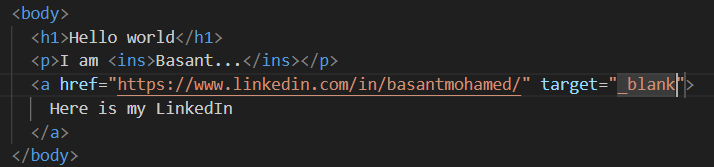 <body>
<h1>Hello world</h1>
<p>I am <ins>Basant...</ins></p>
<a href="https://www.linkedin.com/in/basantmohamed/" target="_blank">
Here is my LinkedIn
</a>
</body>